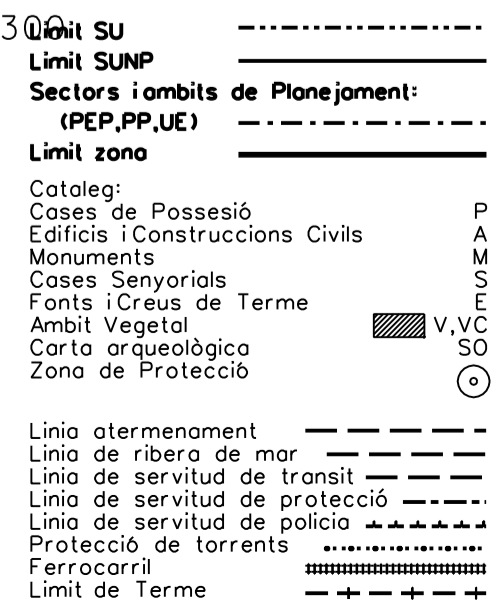 300
Limit SU
Limit SUNP
Sectors i ambits de Planejament:
(PEP,PP,UE)
Limit zona
Cataleg:
Cases de Possesió P
Edificis i Construccions Civils A
Monuments M
Cases Senyorials S
Fonts i Creus de Terme E
Ambit Vegetal V,VC
Carta arqueològica SO
Zona de Protecció
Linia atermenament
Linia de ribera de mar
Linia de servitud de transit
Linia de servitud de protecció
Linia de servitud de policia
Protecció de torrents
Ferrocarril
Limit de Terme